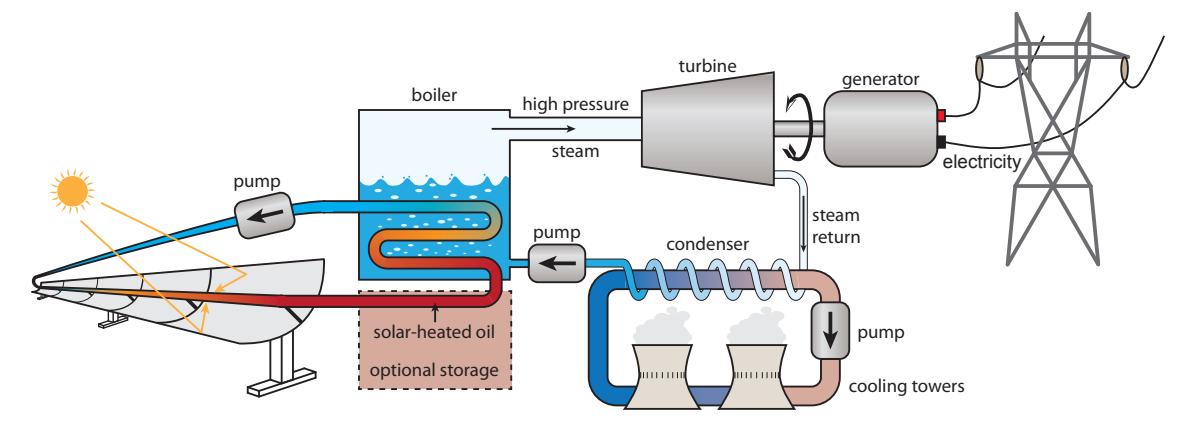 turbine
generator
boiler
high pressure
steam
electricity
pump
steam
return
pump
condenser
solar-heated oil
pump
optional storage
cooling towers